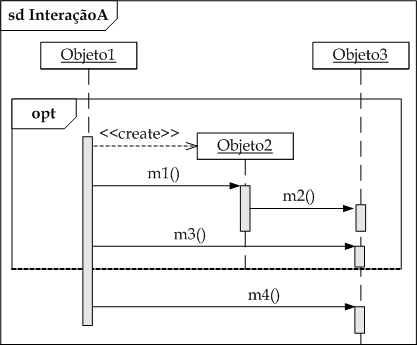 sd InteraçãoA
Objeto1
Objeto3
opt
<<create>>
Objeto2
m1()
m2()
m3()
m4()